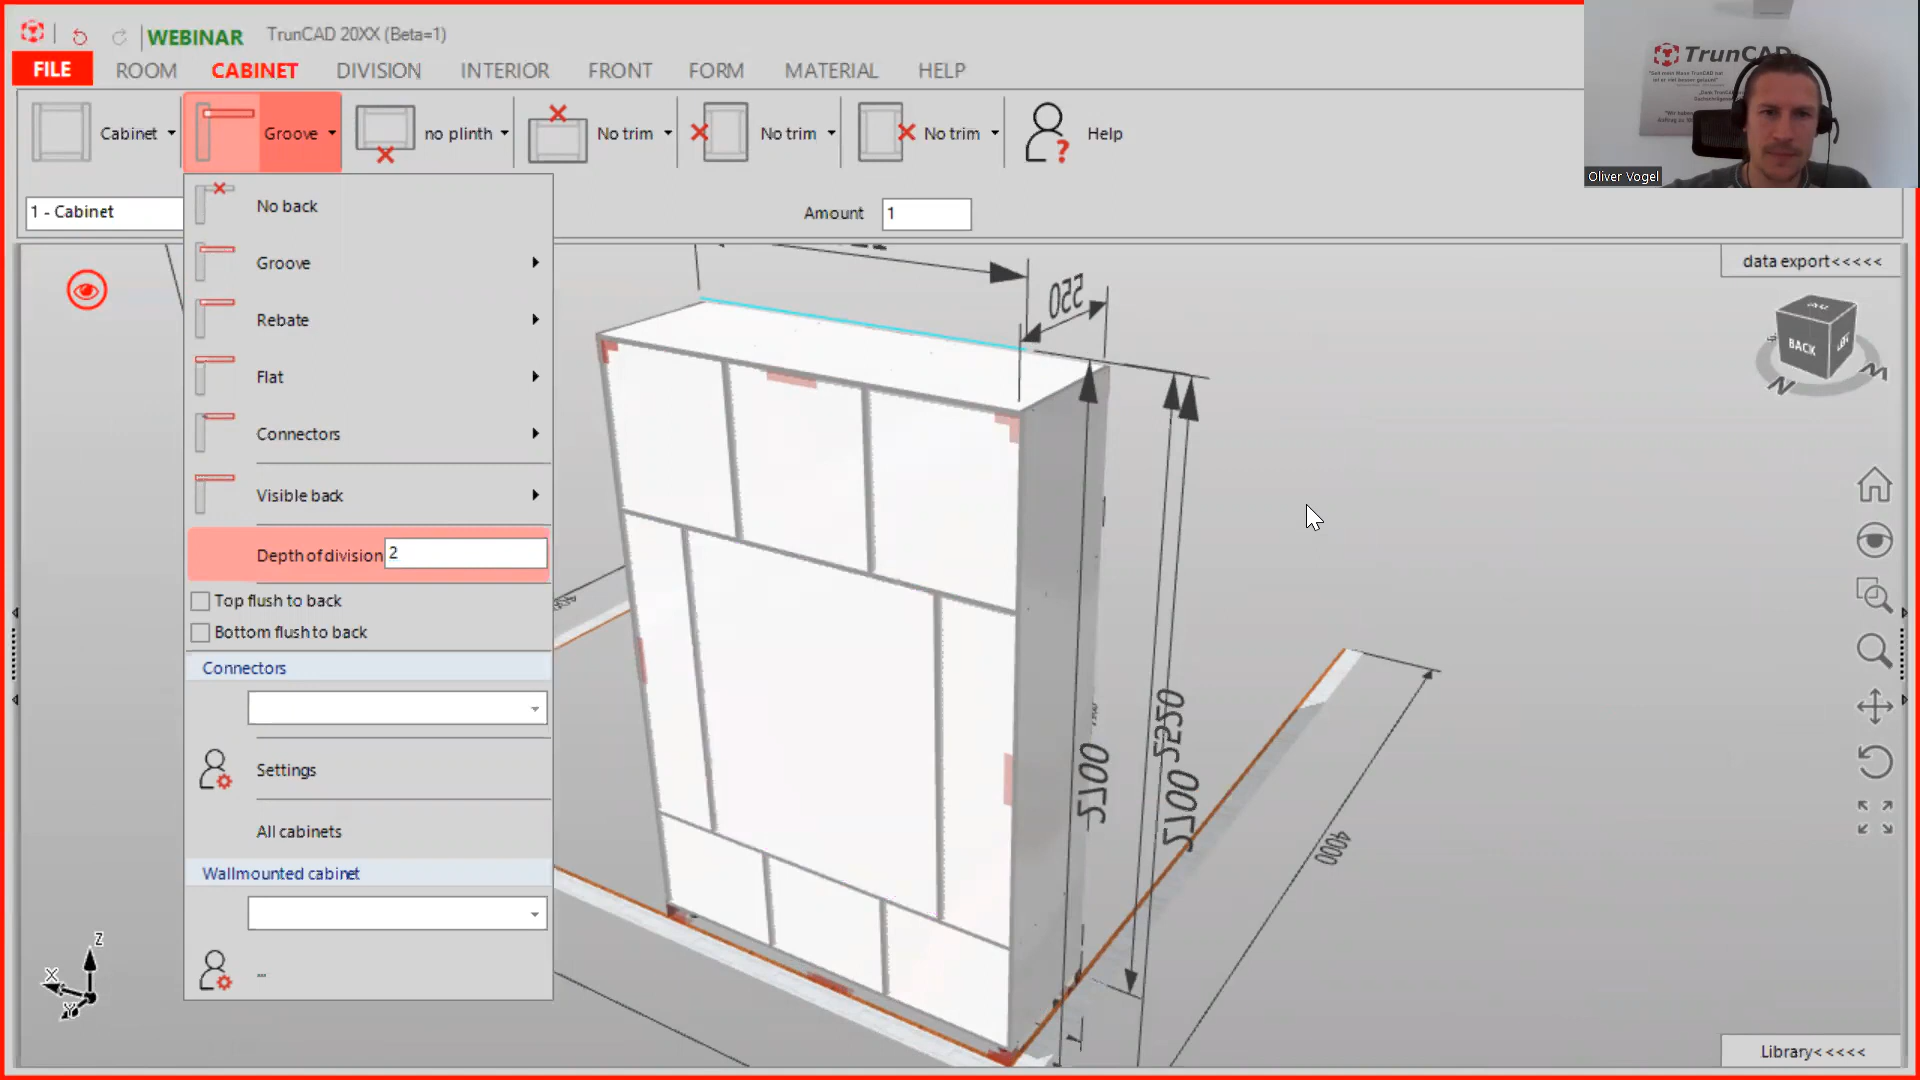 WEBINAR
TrunCAD 20XX (Beta=1)
FILE
ROOM
CABINET
DIVISION
INTERIOR
FRONT
FORM
MATERIAL
HELP
Cabinet
Groove
no plinth
No trim
No trim
No trim
Help
1 - Cabinet
Amount
1
TrunCAD
Oliver Vogel
No back
Groove
Rebate
Flat
Connectors
Visible back
Depth of division
2
Top flush to back
Bottom flush to back
Connectors
Settings
All cabinets
Wallmounted cabinet
...
data export<<<<<
BACK
LEFT
N
550
2100
2100
4000
400
Z
X
Y
Library<<<<<